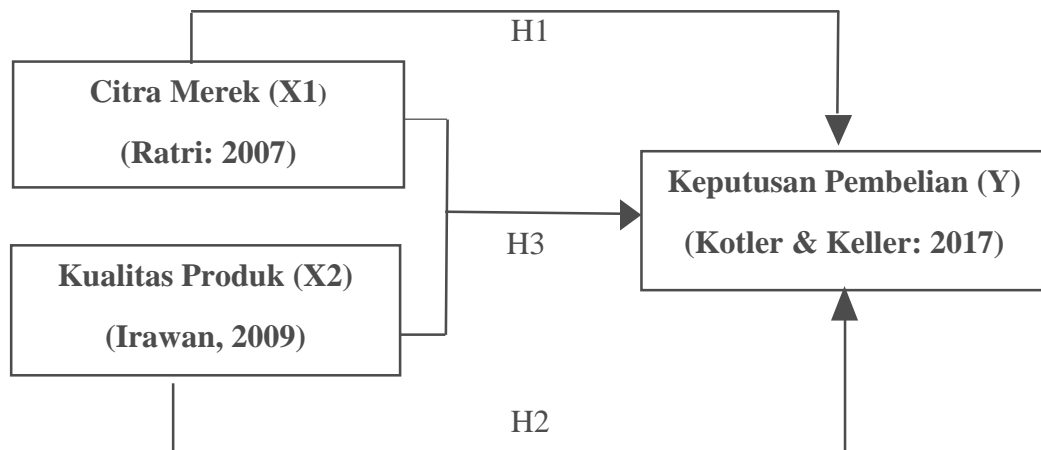 H1
Citra Merek (X1)
(Ratri: 2007)
Keputusan Pembelian (Y)
(Kotler & Keller: 2017)
H3
Kualitas Produk (X2)
(Irawan, 2009)
H2